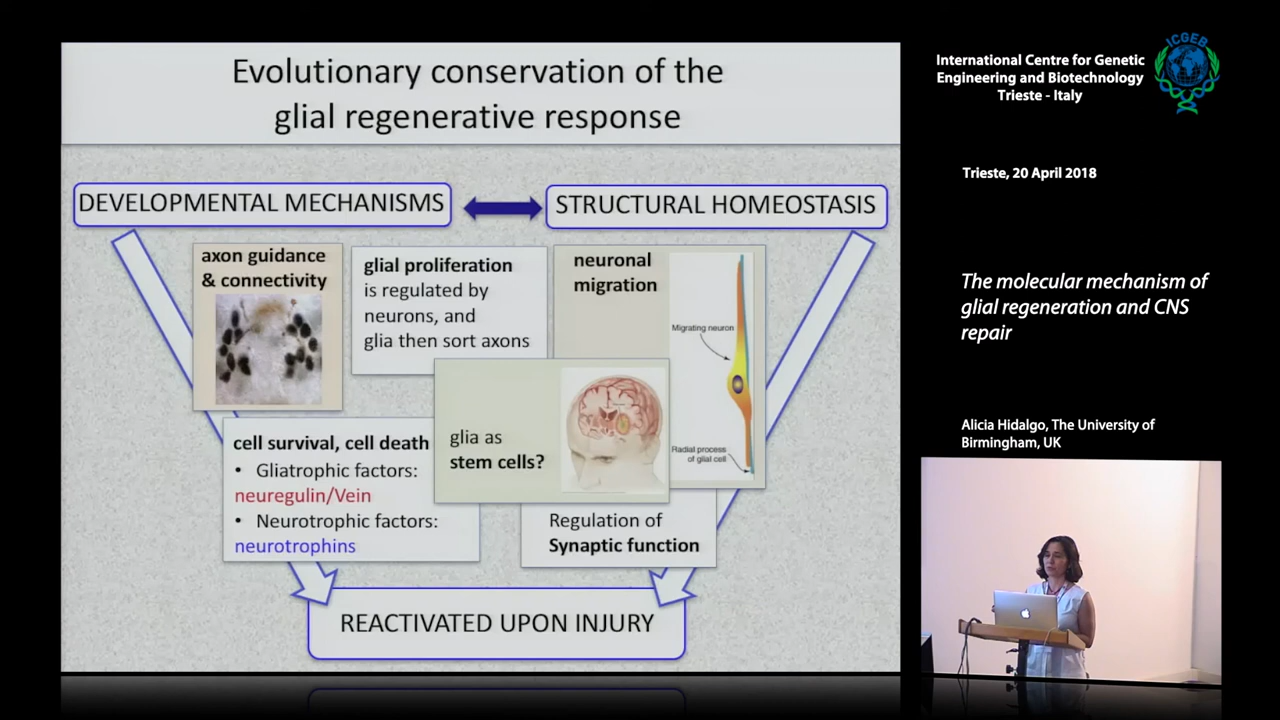 Evolutionary conservation of the
glial regenerative response
DEVELOPMENTAL MECHANISMS
STRUCTURAL HOMEOSTASIS
axon guidance
& connectivity
glial proliferation
is regulated by
neurons, and
glia then sort axons
neuronal
migration
Migrating neuron
Radial process
of glial cell
glia as
stem cells?
cell survival, cell death
• Gliatrophic factors:
neuregulin/Vein
• Neurotrophic factors:
neurotrophins
Regulation of
Synaptic function
REACTIVATED UPON INJURY
International Centre for Genetic
Engineering and Biotechnology
Trieste - Italy
ICGEB
Trieste, 20 April 2018
The molecular mechanism of
glial regeneration and CNS
repair
Alicia Hidalgo, The University of
Birmingham, UK